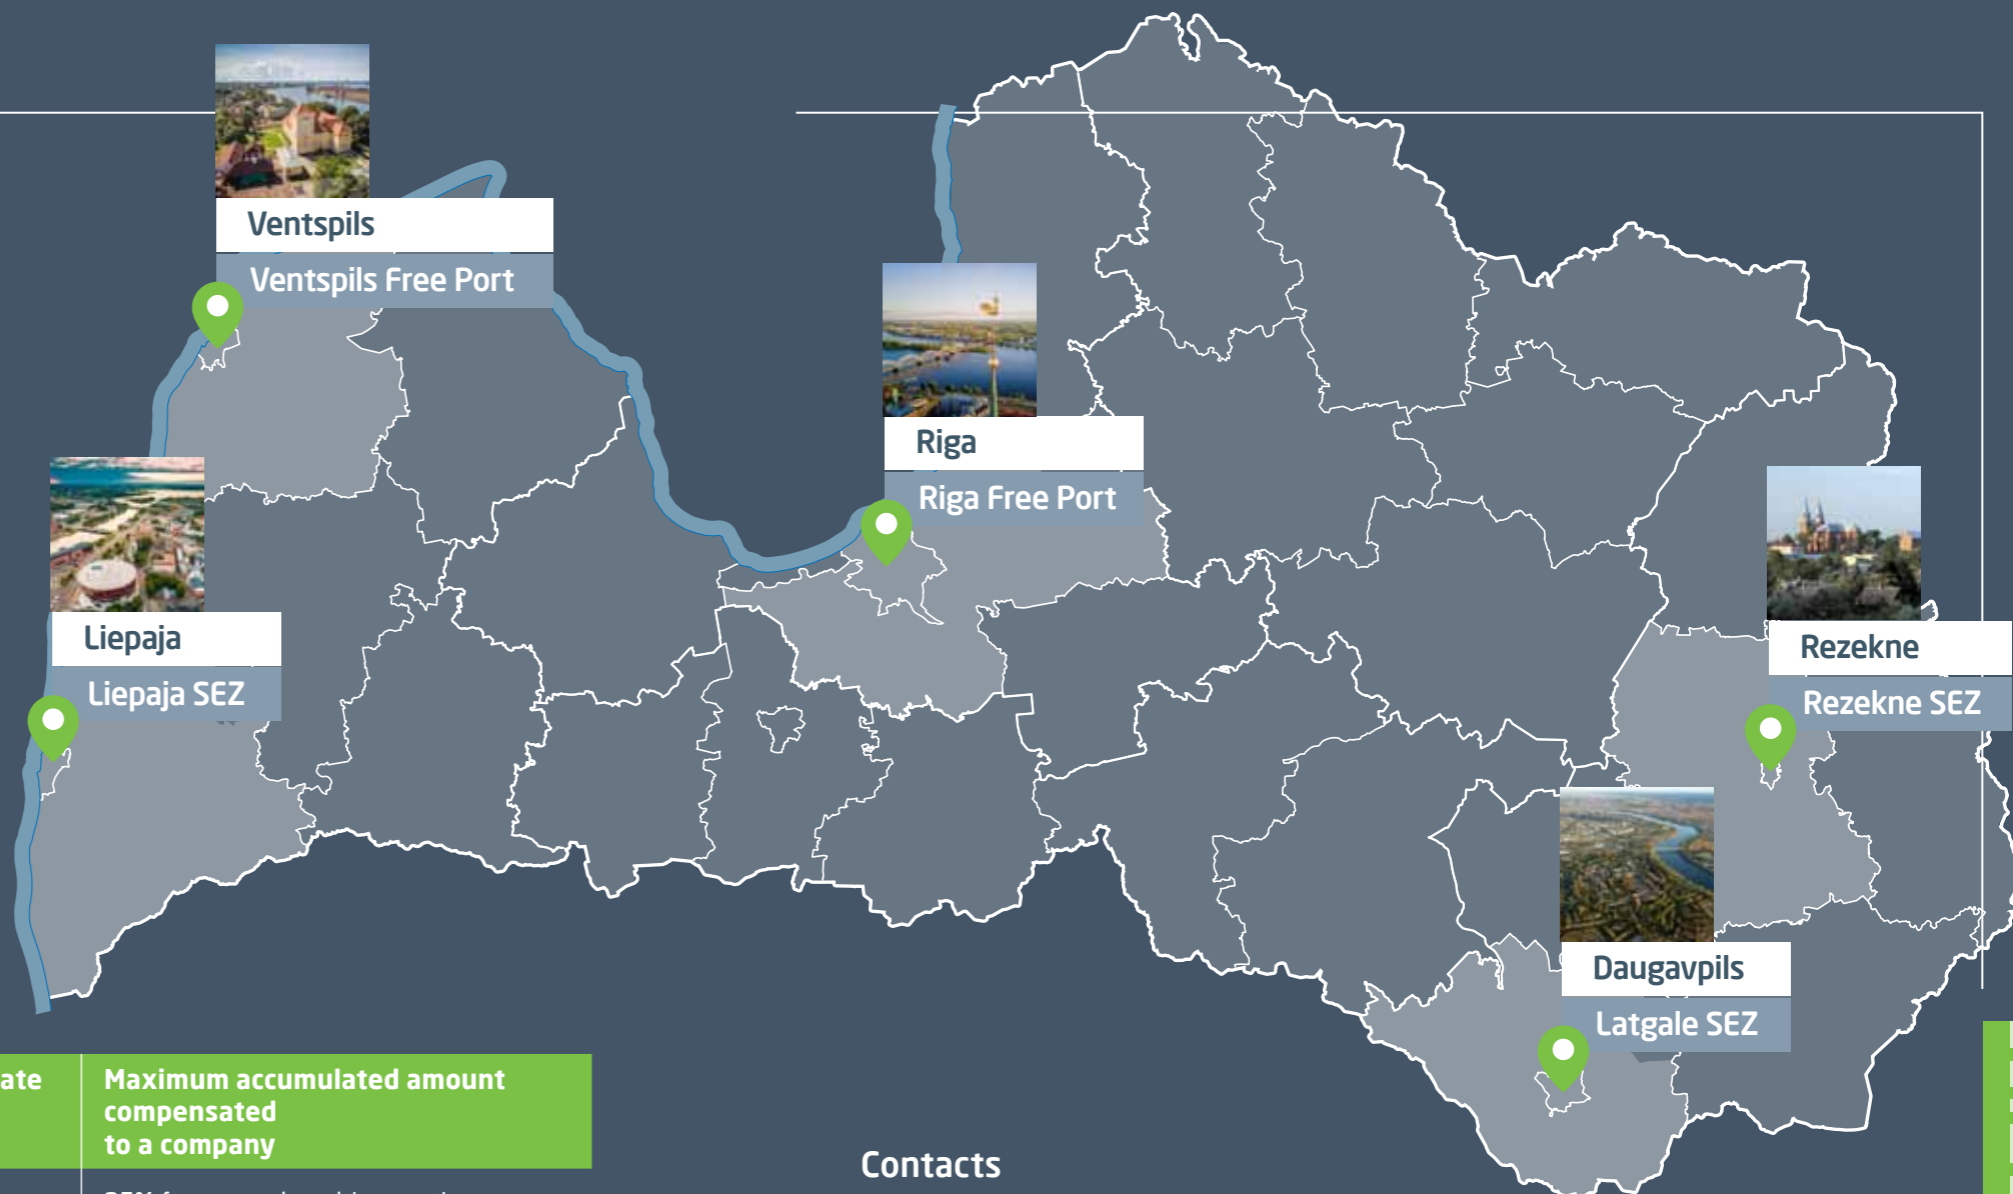 Ventspils
Ventspils Free Port
Riga
Riga Free Port
Liepaja
Liepaja SEZ
Rezekne
Rezekne SEZ
Daugavpils
Latgale SEZ
ate
Maximum accumulated amount
compensated
to a company
Contacts